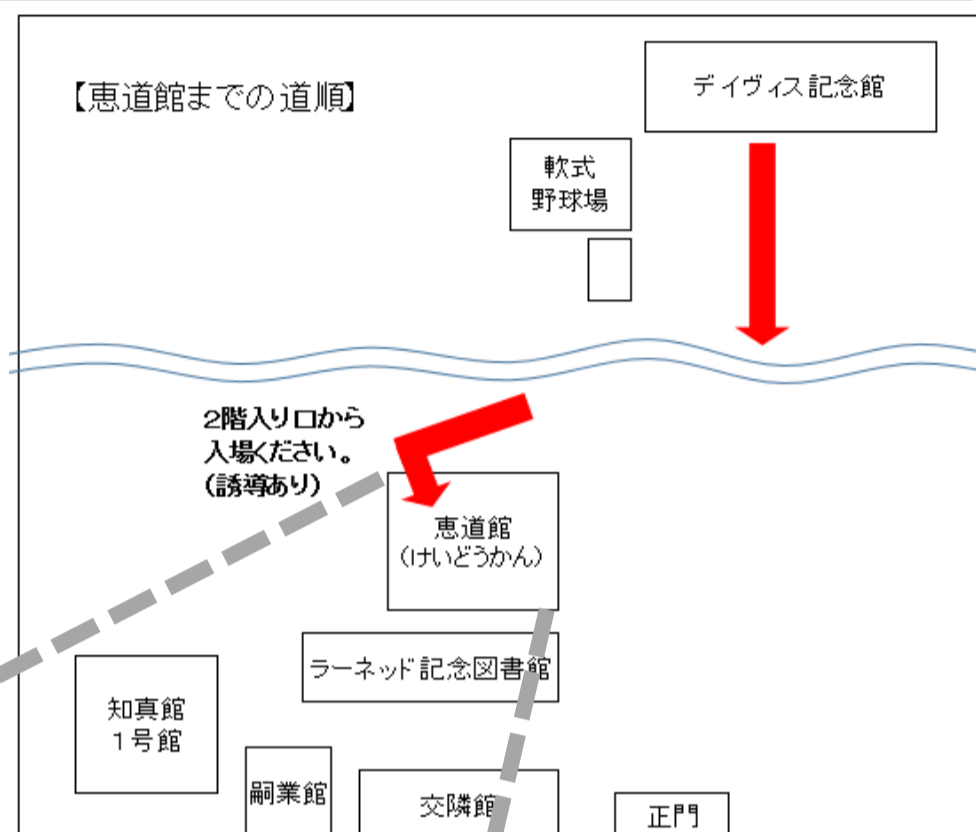 【恵道館までの道順】
デイヴィス記念館
軟式
野球場
2階入り口から
入場ください。
(誘導あり)
恵道館
(けいどうかん)
ラーネッド記念図書館
知真館
1号館
嗣業館
交隣館
正門